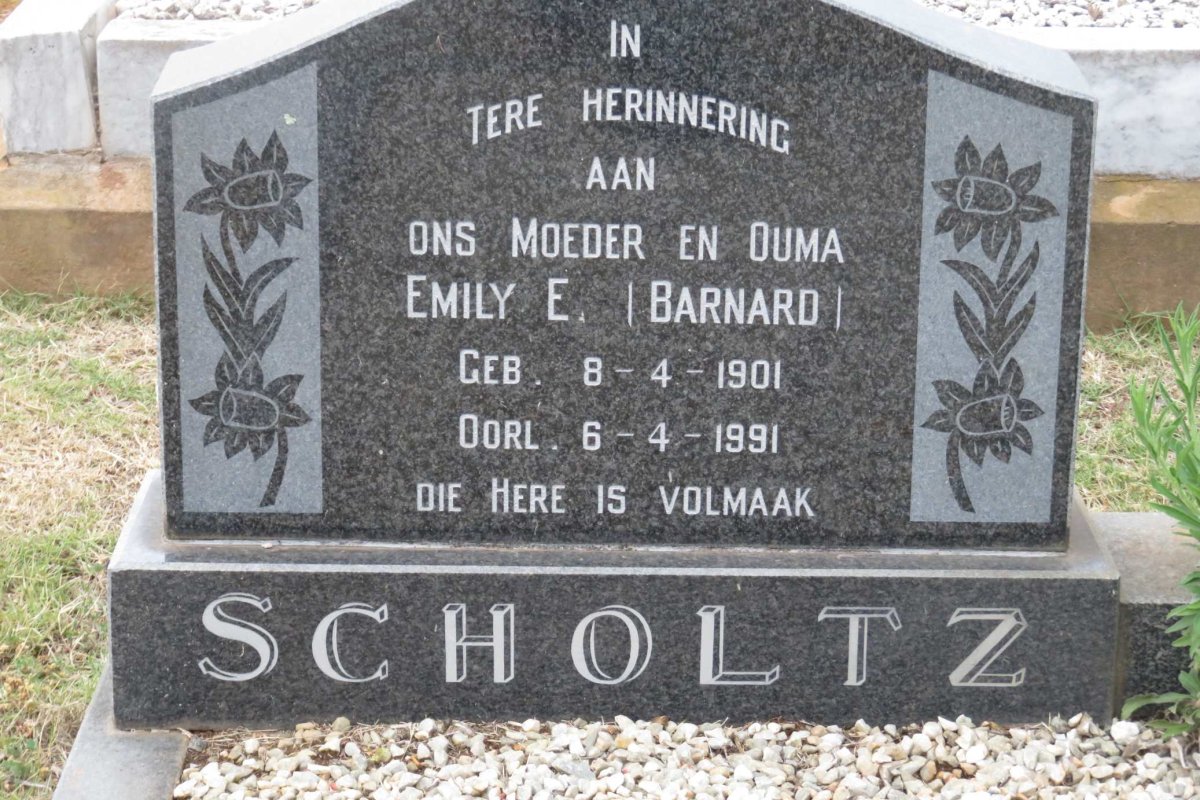 IN
TERE HERINNERING
AAN
ONS MOEDER EN OUMA
EMILY E. (BARNARD)
GEB. 8-4-1901
OORL. 6-4-1991
DIE HERE IS VOLMAAK
SCHOLTZ